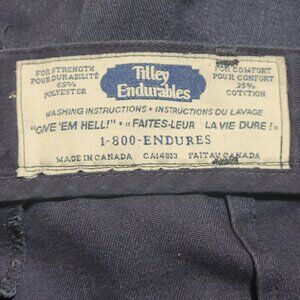 FOR STRENGTH
POUR DURABILITÉ
65%
POLYESTER
Tilley
Endurables
FOR COMFORT
POUR CONFORT
35%
COTTON
WASHING INSTRUCTIONS • INSTRUCTIONS DU LAVAGE
"GIVE 'EM HELL!" • "FAITES-LEUR LA VIE DURE!"
1-800-ENDURES
MADE IN CANADA CA14933 FAIT AU CANADA